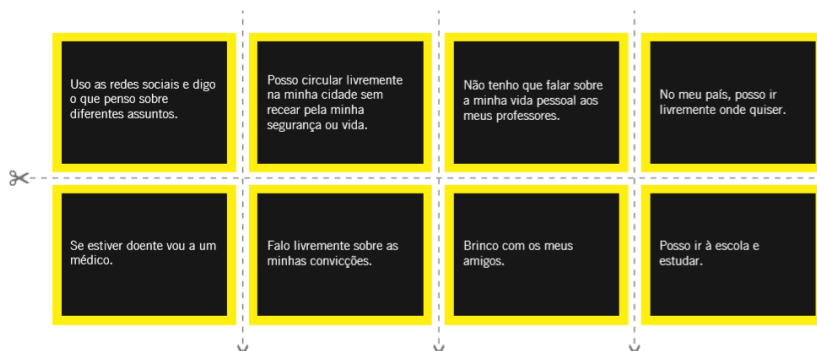 Uso as redes sociais e digo
o que penso sobre
diferentes assuntos.
Posso circular livremente
na minha cidade sem
recear pela minha
segurança ou vida.
Não tenho que falar sobre
a minha vida pessoal aos
meus professores.
No meu país, posso ir
livremente onde quiser.
Se estiver doente vou a um
médico.
Falo livremente sobre as
minhas convicções.
Brinco com os meus
amigos.
Posso ir à escola e
estudar.